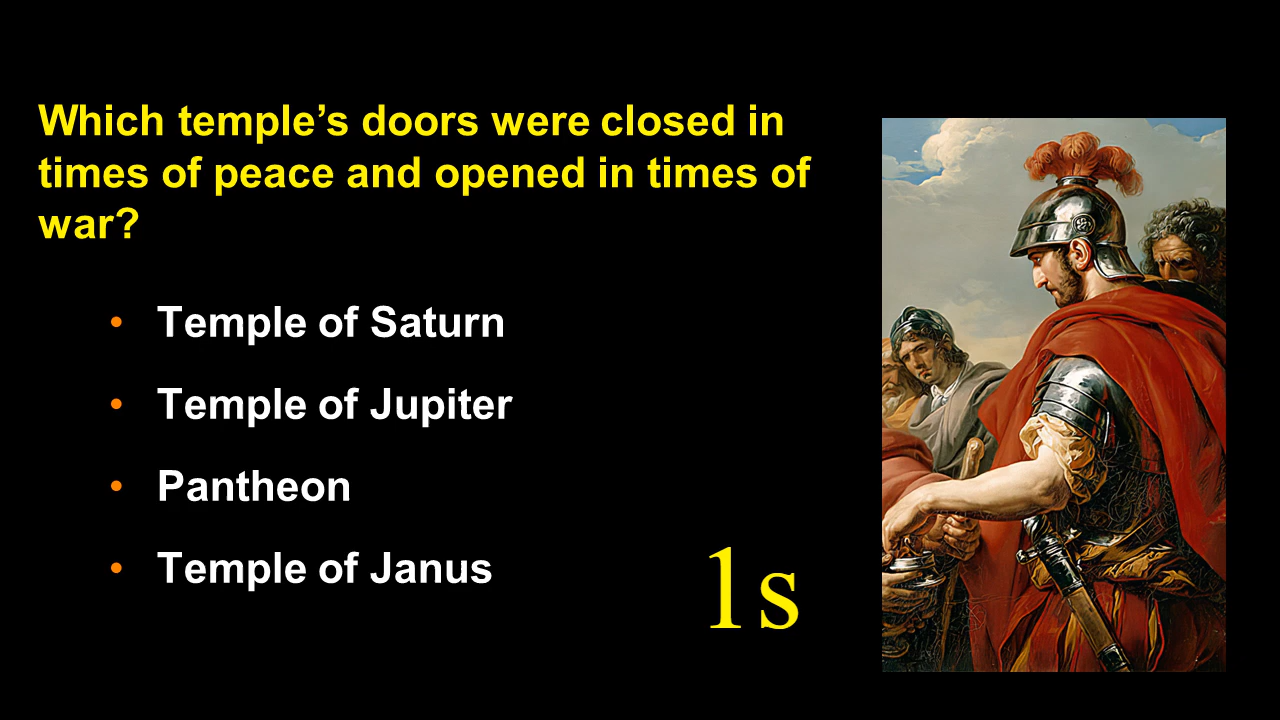 Which temple’s doors were closed in
times of peace and opened in times of
war?
• Temple of Saturn
• Temple of Jupiter
• Pantheon
• Temple of Janus
1s